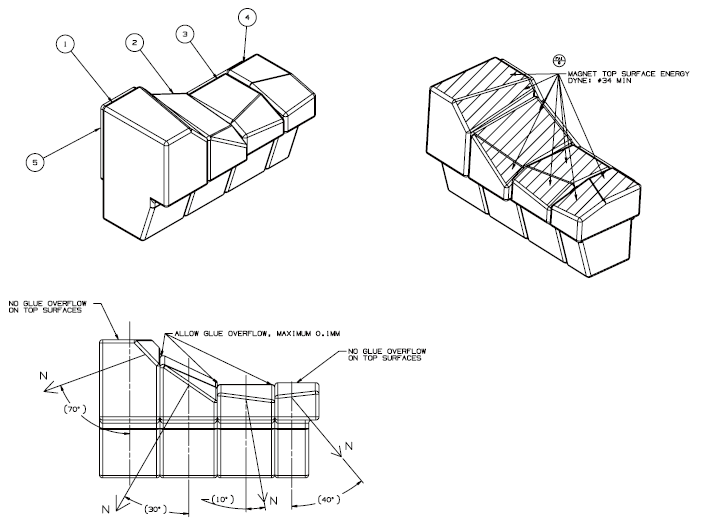 4
3
2
1
5
MAGNET TOP SURFACE ENERGY
DYNE: #34 MIN
NO GLUE OVERFLOW
ON TOP SURFACES
ALLOW GLUE OVERFLOW, MAXIMUM 0.1MM
NO GLUE OVERFLOW
ON TOP SURFACES
N
(70°)
N
N
(30°)
(10°)
N
(40°)